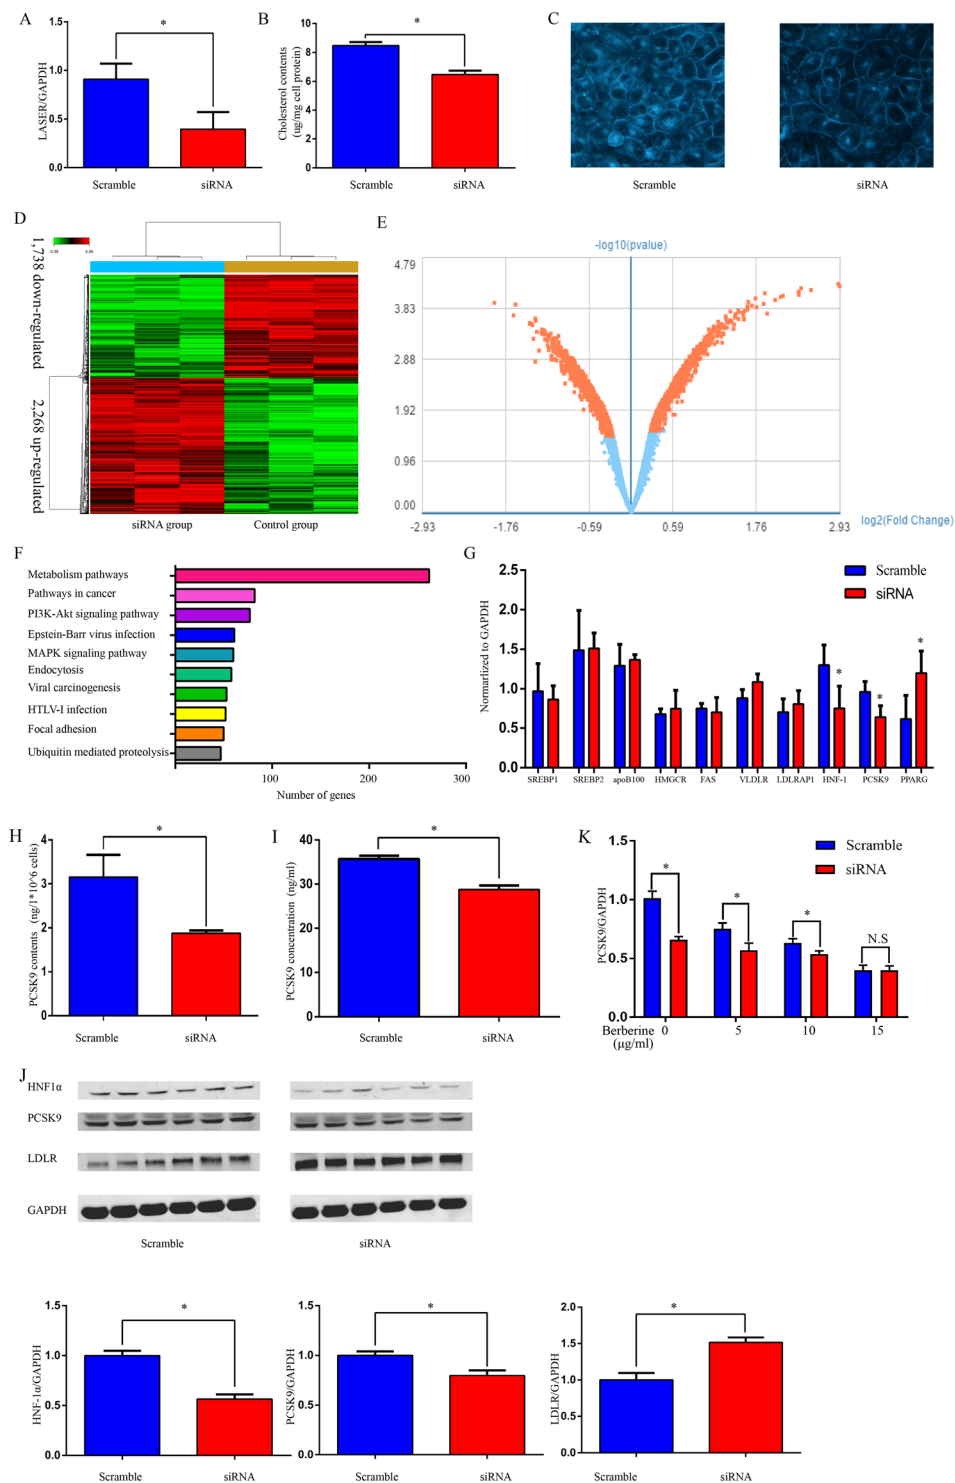 A
LASER/GAPDH
1.5
1.0
0.5
0.0
*
Scramble
siRNA
B
Cholesterol contents
(ug/mg cell protein)
10
8
6
4
2
0
*
Scramble
siRNA
C
Scramble
siRNA
D
1,738 down-regulated
2,268 up-regulated
siRNA group
Control group
E
-log10(pvalue)
4.79
3.83
2.88
1.92
0.96
0.00
-2.93
-1.76
-0.59
0.59
1.76
2.93
log2(Fold Change)
F
Metabolism pathways
Pathways in cancer
PI3K-Akt signaling pathway
Epstein-Barr virus infection
MAPK signaling pathway
Endocytosis
Viral carcinogenesis
HTLV-I infection
Focal adhesion
Ubiquitin mediated proteolysis
100
200
300
Number of genes
G
Normarlized to GAPDH
2.5
2.0
1.5
1.0
0.5
0.0
Scramble
siRNA
*
*
*
SREBP1
SREBP2
apoB100
HMGCR
FAS
VLDLR
LDLRAP1
HNF-1
PCSK9
PPARG
H
PCSK9 contents (ng/1*10^6 cells)
4
3
2
1
0
*
Scramble
siRNA
I
PCSK9 concentration (ng/ml)
40
30
20
10
0
*
Scramble
siRNA
K
PCSK9/GAPDH
1.5
1.0
0.5
0.0
Scramble
siRNA
*
*
*
N.S
Berberine
(μg/ml)
0
5
10
15
J
HNF1α
PCSK9
LDLR
GAPDH
Scramble
siRNA
HNF-1α/GAPDH
1.5
1.0
0.5
0.0
*
Scramble
siRNA
PCSK9/GAPDH
1.5
1.0
0.5
0.0
*
Scramble
siRNA
LDLR/GAPDH
2.0
1.5
1.0
0.5
0.0
*
Scramble
siRNA